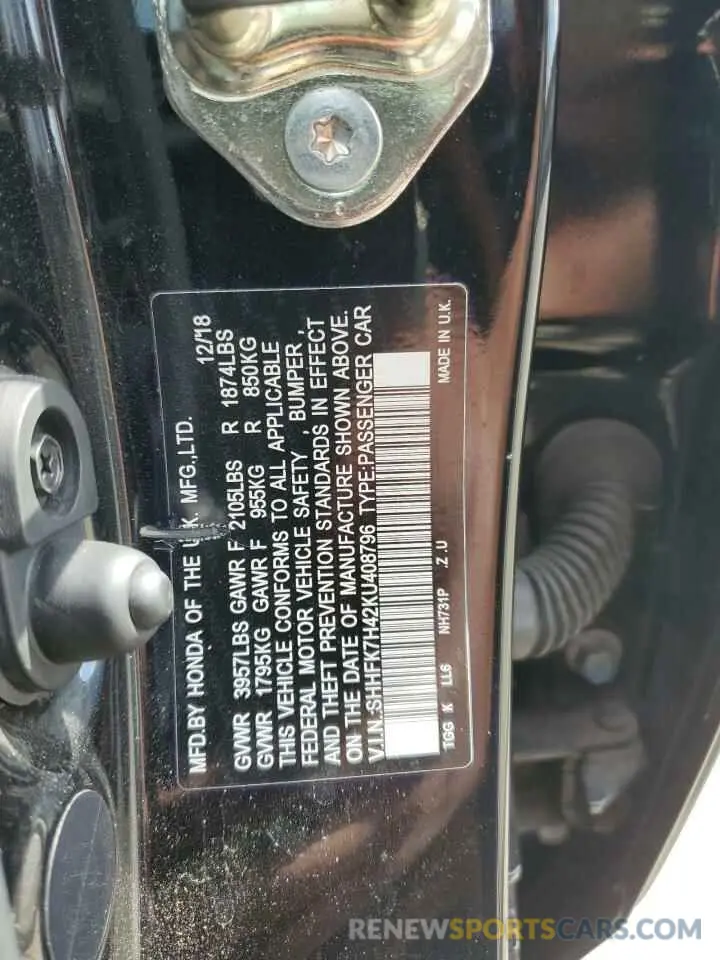 MFD.BY HONDA OF THE U.K. MFG.,LTD. 12/18
GVWR 3957LBS GAWR F 2105LBS R 1874LBS
GVWR 1795KG GAWR F 955KG R 850KG
THIS VEHICLE CONFORMS TO ALL APPLICABLE
FEDERAL MOTOR VEHICLE SAFETY , BUMPER ,
AND THEFT PREVENTION STANDARDS IN EFFECT
ON THE DATE OF MANUFACTURE SHOWN ABOVE.
V.I.N.:SHHFK7H42KU408796 TYPE:PASSENGER CAR
TGG K LL6 NH731P .Z .U MADE IN U.K.
RENEWSPORTSCARS.COM